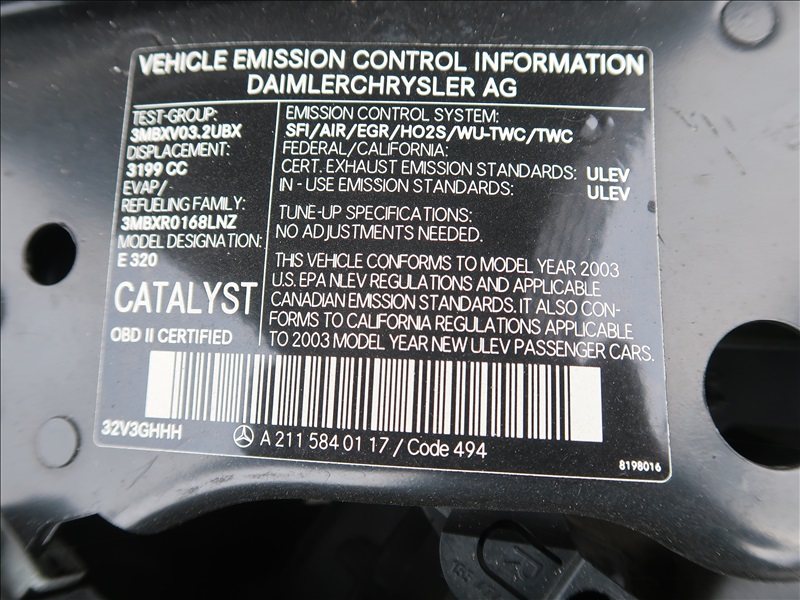 VEHICLE EMISSION CONTROL INFORMATION
DAIMLERCHRYSLER AG
TEST-GROUP:
3MBXV03.2UBX
DISPLACEMENT:
3199 CC
EVAP/
REFUELING FAMILY:
3MBXR0168LNZ
MODEL DESIGNATION:
E 320
CATALYST
OBD II CERTIFIED
EMISSION CONTROL SYSTEM:
SFI/AIR/EGR/HO2S/WU-TWC/TWC
FEDERAL/CALIFORNIA:
CERT. EXHAUST EMISSION STANDARDS: ULEV
IN - USE EMISSION STANDARDS: ULEV
TUNE-UP SPECIFICATIONS:
NO ADJUSTMENTS NEEDED.
THIS VEHICLE CONFORMS TO MODEL YEAR 2003
U.S. EPA NLEV REGULATIONS AND APPLICABLE
CANADIAN EMISSION STANDARDS. IT ALSO CON-
FORMS TO CALIFORNIA REGULATIONS APPLICABLE
TO 2003 MODEL YEAR NEW ULEV PASSENGER CARS.
32V3GHHH
A 211 584 01 17 / Code 494
8198016